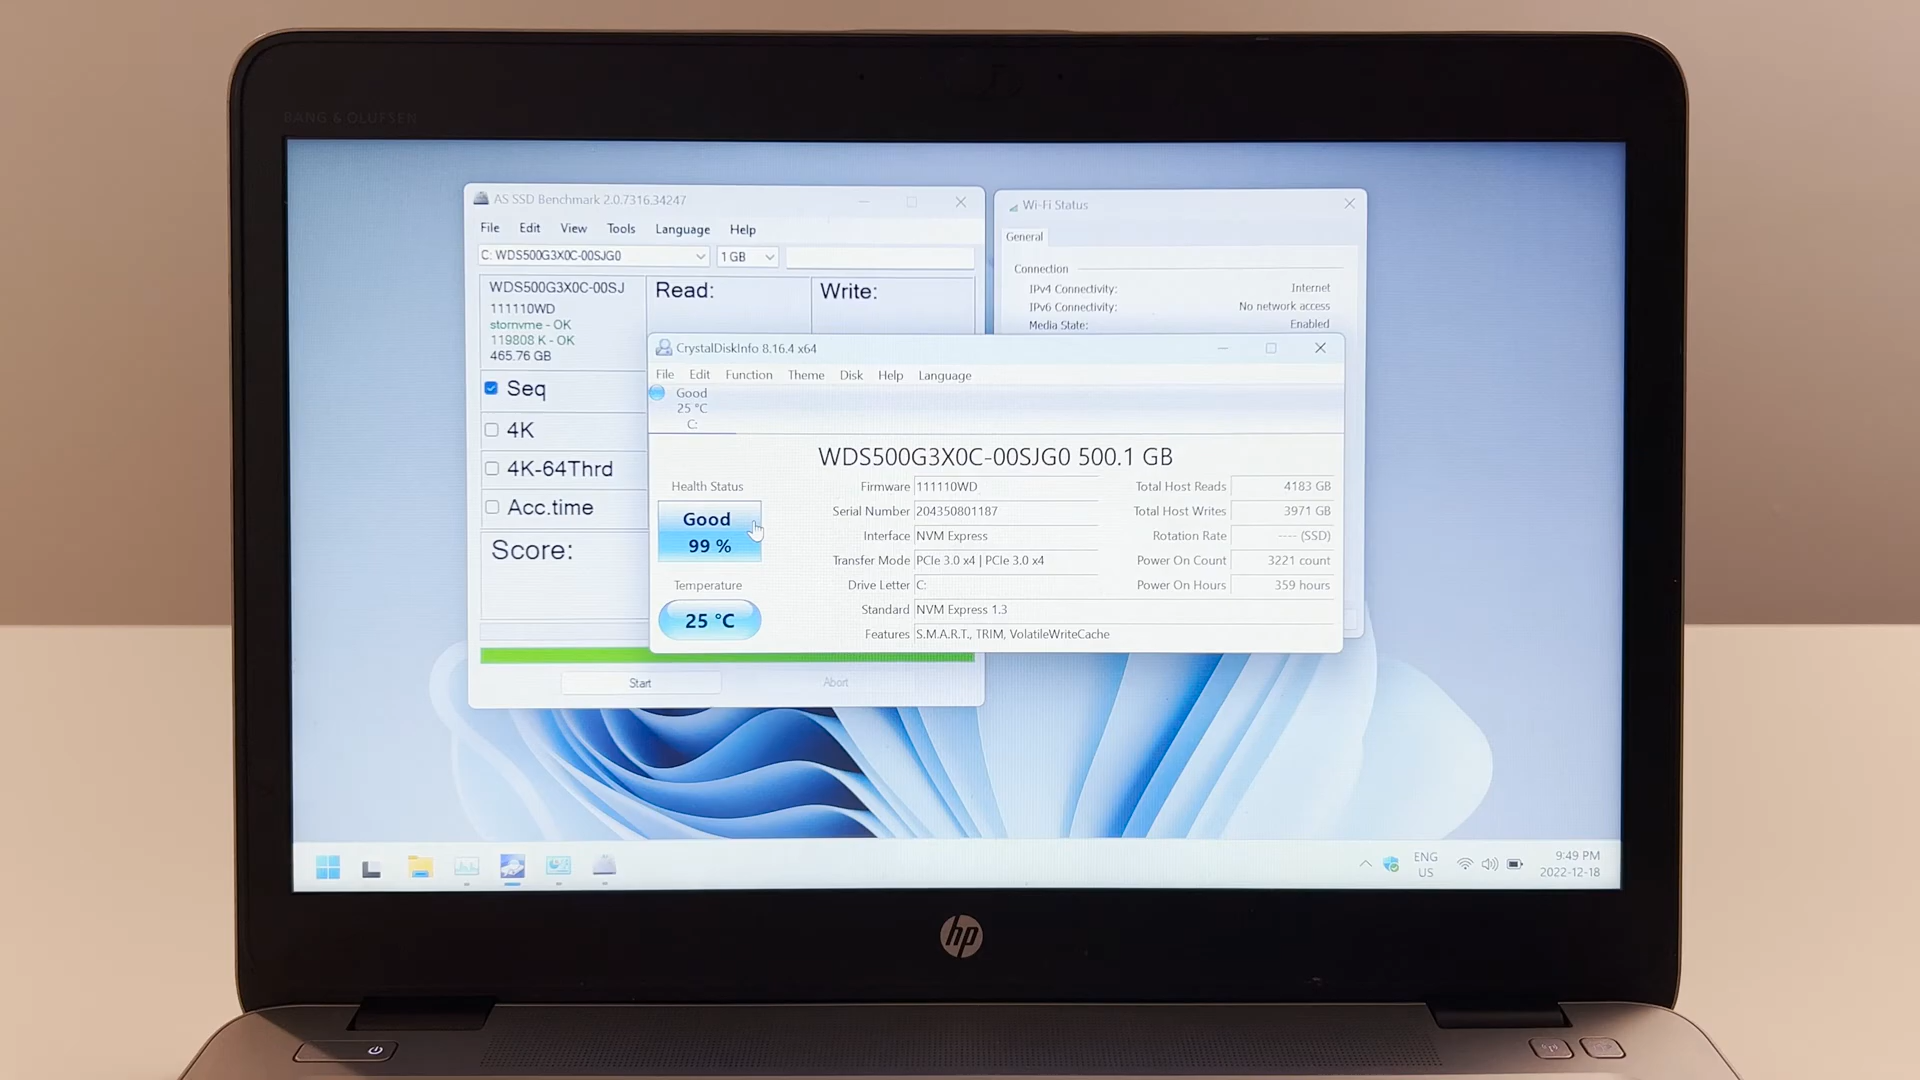 BANG & OLUFSEN
AS SSD Benchmark 2.0.7316.34247
File Edit View Tools Language Help
C: WDS500G3X0C-00SJG0
1 GB
WDS500G3X0C-00SJ
111110WD
stornvme - OK
119808 K - OK
465.76 GB
Read:
Write:
Seq
4K
4K-64Thrd
Acc.time
Score:
Start
Abort
Wi-Fi Status
General
Connection
IPv4 Connectivity: Internet
IPv6 Connectivity: No network access
Media State: Enabled
CrystalDiskInfo 8.16.4 x64
File Edit Function Theme Disk Help Language
Good
25 °C
C:
WDS500G3X0C-00SJG0 500.1 GB
Health Status
Good
99 %
Temperature
25 °C
Firmware 111110WD
Serial Number 204350801187
Interface NVM Express
Transfer Mode PCIe 3.0 x4 | PCIe 3.0 x4
Drive Letter C:
Standard NVM Express 1.3
Features S.M.A.R.T., TRIM, VolatileWriteCache
Total Host Reads 4183 GB
Total Host Writes 3971 GB
Rotation Rate ---- (SSD)
Power On Count 3221 count
Power On Hours 359 hours
ENG
US
9:49 PM
2022-12-18
hp